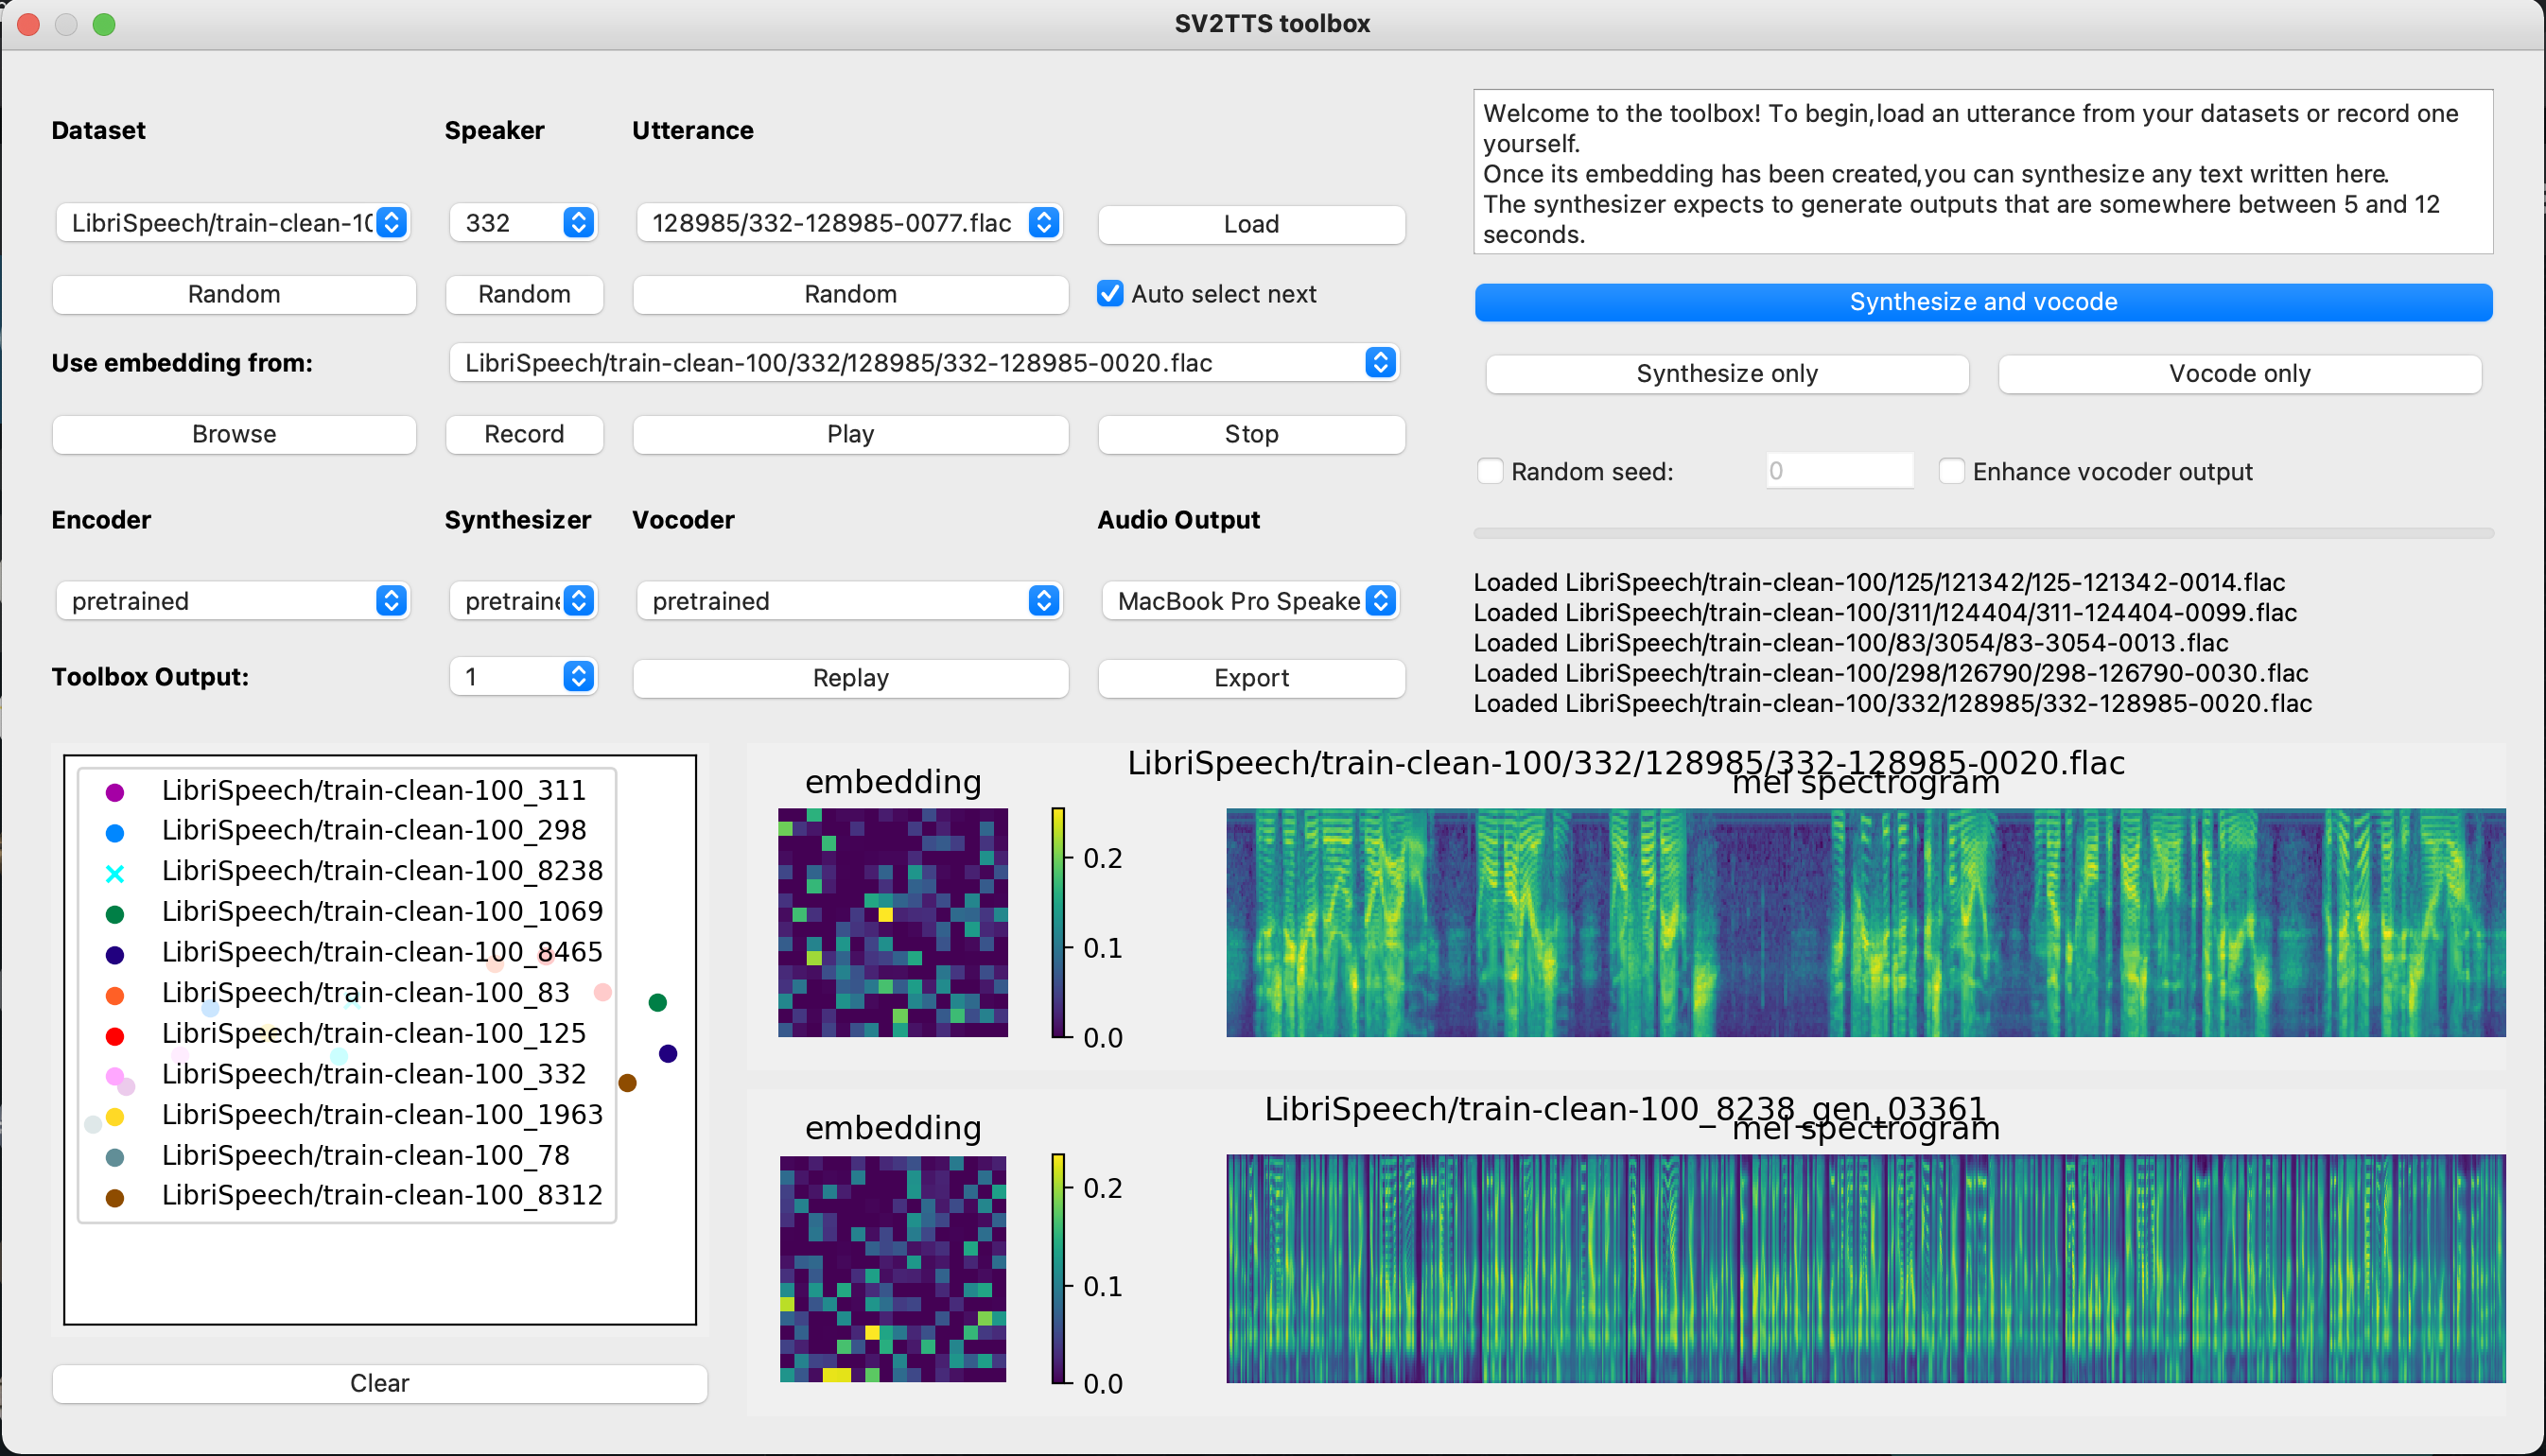 SV2TTS toolbox
Dataset
Speaker
Utterance
LibriSpeech/train-clean-10
332
128985/332-128985-0077.flac
Load
Random
Random
Random
Auto select next
Use embedding from:
LibriSpeech/train-clean-100/332/128985/332-128985-0020.flac
Browse
Record
Play
Stop
Encoder
Synthesizer
Vocoder
Audio Output
pretrained
pretraine
pretrained
MacBook Pro Speake
Toolbox Output:
1
Replay
Export
Welcome to the toolbox! To begin,load an utterance from your datasets or record one
yourself.
Once its embedding has been created,you can synthesize any text written here.
The synthesizer expects to generate outputs that are somewhere between 5 and 12
seconds.
Synthesize and vocode
Synthesize only
Vocode only
Random seed:
0
Enhance vocoder output
Loaded LibriSpeech/train-clean-100/125/121342/125-121342-0014.flac
Loaded LibriSpeech/train-clean-100/311/124404/311-124404-0099.flac
Loaded LibriSpeech/train-clean-100/83/3054/83-3054-0013.flac
Loaded LibriSpeech/train-clean-100/298/126790/298-126790-0030.flac
Loaded LibriSpeech/train-clean-100/332/128985/332-128985-0020.flac
LibriSpeech/train-clean-100_311
LibriSpeech/train-clean-100_298
LibriSpeech/train-clean-100_8238
LibriSpeech/train-clean-100_1069
LibriSpeech/train-clean-100_8465
LibriSpeech/train-clean-100_83
LibriSpeech/train-clean-100_125
LibriSpeech/train-clean-100_332
LibriSpeech/train-clean-100_1963
LibriSpeech/train-clean-100_78
LibriSpeech/train-clean-100_8312
Clear
LibriSpeech/train-clean-100/332/128985/332-128985-0020.flac
embedding
mel spectrogram
0.2
0.1
0.0
LibriSpeech/train-clean-100_8238_gen_03361
embedding
mel spectrogram
0.2
0.1
0.0